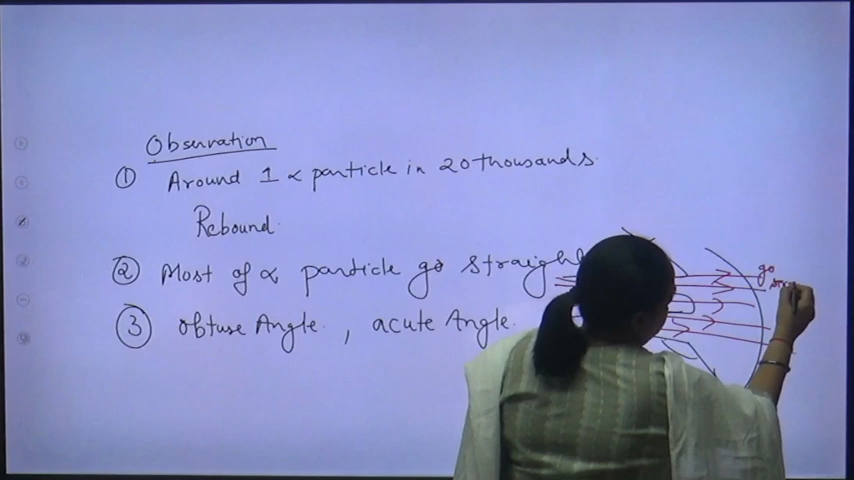 Observation
① Around 1 α particle in 20 thousands.
Rebound.
② Most of α particle go straight
③ Obtuse Angle , acute Angle.
go